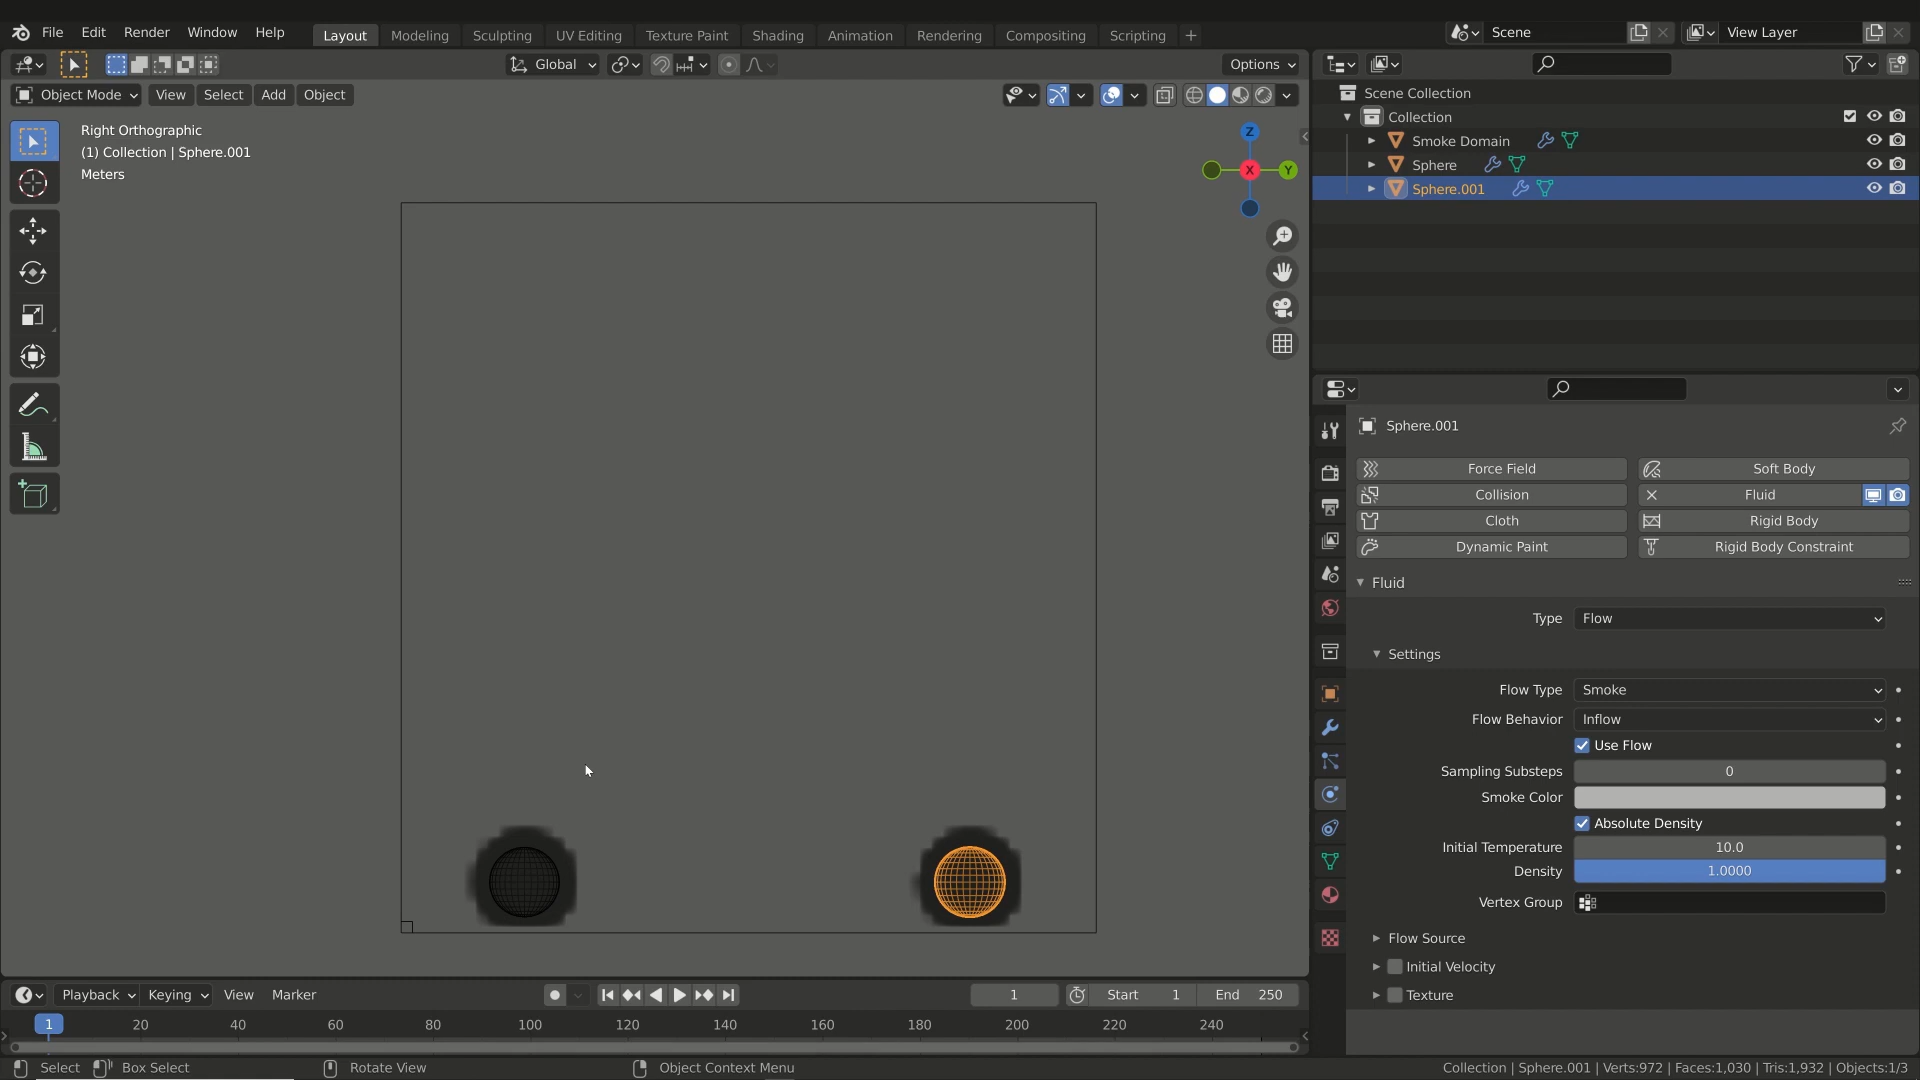 File Edit Render Window Help Layout Modeling Sculpting UV Editing Texture Paint Shading Animation Rendering Compositing Scripting + Scene View Layer
Global Options
Object Mode View Select Add Object
Right Orthographic
(1) Collection | Sphere.001
Meters
Z
X
Y
Scene Collection
Collection
Smoke Domain
Sphere
Sphere.001
Sphere.001
Force Field Soft Body
Collision Fluid
Cloth Rigid Body
Dynamic Paint Rigid Body Constraint
Fluid
Type Flow
Settings
Flow Type Smoke
Flow Behavior Inflow
Use Flow
Sampling Substeps 0
Smoke Color
Absolute Density
Initial Temperature 10.0
Density 1.0000
Vertex Group
Flow Source
Initial Velocity
Texture
Playback Keying View Marker 1 Start 1 End 250
1 20 40 60 80 100 120 140 160 180 200 220 240
Select Box Select Rotate View Object Context Menu Collection | Sphere.001 | Verts:972 | Faces:1,030 | Tris:1,932 | Objects:1/3